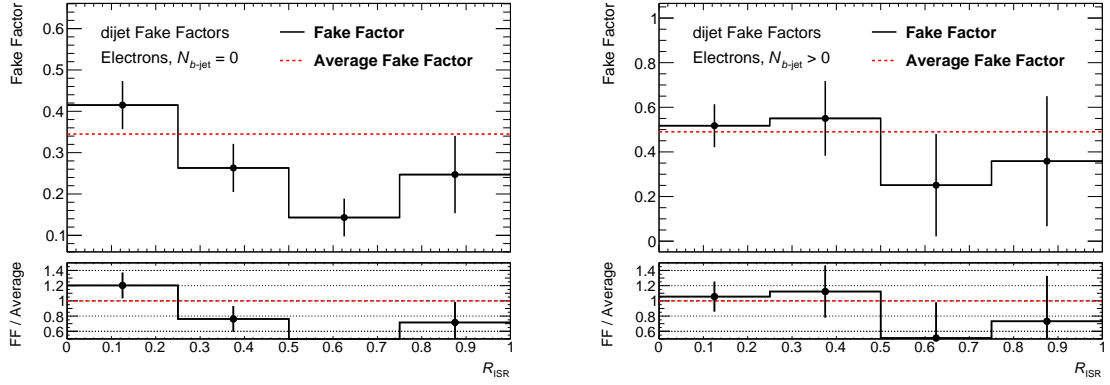 Fake Factor
0.6
0.5
0.4
0.3
0.2
0.1
dijet Fake Factors
Electrons, N_b-jet = 0
Fake Factor
Average Fake Factor
FF / Average
1.4
1.2
1
0.8
0.6
0 0.1 0.2 0.3 0.4 0.5 0.6 0.7 0.8 0.9 1
R_ISR
Fake Factor
1
0.8
0.6
0.4
0.2
0
dijet Fake Factors
Electrons, N_b-jet > 0
Fake Factor
Average Fake Factor
FF / Average
1.4
1.2
1
0.8
0.6
0 0.1 0.2 0.3 0.4 0.5 0.6 0.7 0.8 0.9 1
R_ISR